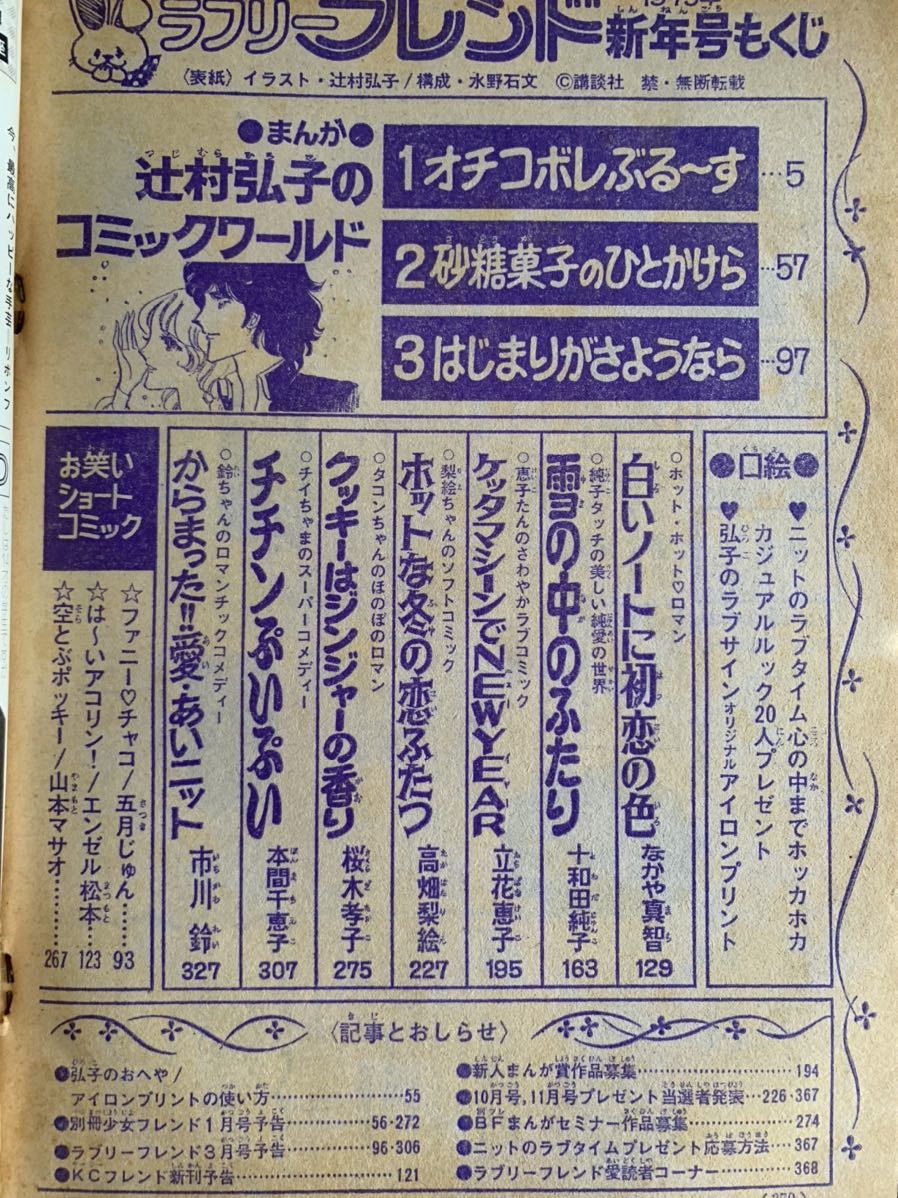 ラブリーフレンド
新年号もくじ
〈表紙〉イラスト・辻村弘子/構成・水野石文 ©講談社 禁・無断転載
●まんが●
辻村弘子の
コミックワールド
1オチコボレぶる〜す…5
2砂糖菓子のひとかけら…57
3はじまりがさようなら…97
●口絵●
♥ニットのラブタイム心の中までホッカホカ
カジュアルルック20人プレゼント
♥弘子のラブサインオリジナルアイロンプリント
○ホット・ホット♡ロマン
白いノートに初恋の色 なかや真智 129
○純子タッチの美しい純愛の世界
雪の中のふたり 十和田純子 163
○恵子たんのさわやかラブコミック
ケッタマシーンでNEWYEAR 立花恵子 195
○梨絵ちゃんのソフトコミック
ホットな冬の恋ふたつ 高畑梨絵 227
○タコンちゃんのほのぼのロマン
クッキーはジンジャーの香り 桜木孝子 275
○チイちゃまのスーパーコメディー
チチンぷいぷい 本間千恵子 307
○鈴ちゃんのロマンチックコメディー
からまった!!愛・あいニット 市川鈴 327
お笑い
ショート
コミック
☆ファニー♡チャコ/五月じゅん……93
☆は〜いアコリン!/エンゼル松本…123
☆空とぶポッキー/山本マサオ………267
〈記事とおしらせ〉
●弘子のおへや/
アイロンプリントの使い方……55
●別冊少女フレンド1月号予告……56・272
●ラブリーフレンド3月号予告……96・306
●KCフレンド新刊予告……121
●新人まんが賞作品募集……194
●10月号,11月号プレゼント当選者発表…226・367
●別フレ
BFまんがセミナー作品募集……274
●ニットのラブタイムプレゼント応募方法…367
●ラブリーフレンド愛読者コーナー……368